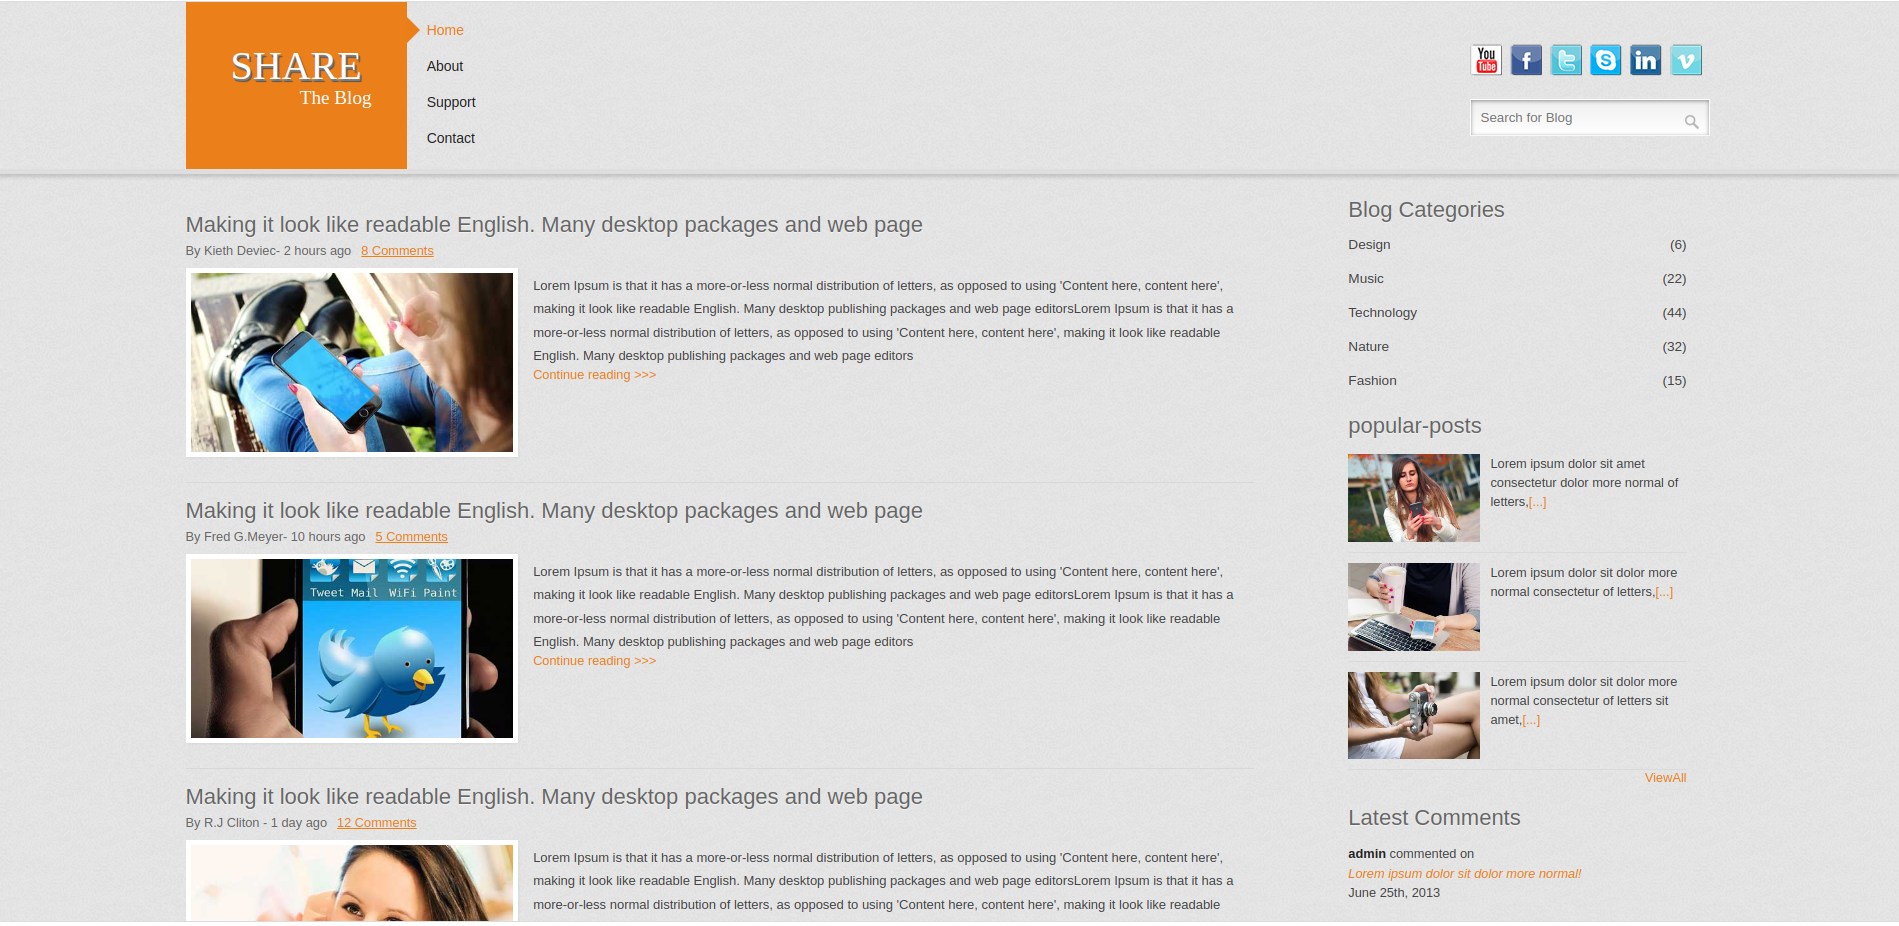 SHARE
The Blog
Home
About
Support
Contact
You
Tube
f
t
S
in
v
Search for Blog
Making it look like readable English. Many desktop packages and web page
By Kieth Deviec- 2 hours ago 8 Comments
Lorem Ipsum is that it has a more-or-less normal distribution of letters, as opposed to using 'Content here, content here',
making it look like readable English. Many desktop publishing packages and web page editorsLorem Ipsum is that it has a
more-or-less normal distribution of letters, as opposed to using 'Content here, content here', making it look like readable
English. Many desktop publishing packages and web page editors
Continue reading >>>
Making it look like readable English. Many desktop packages and web page
By Fred G.Meyer- 10 hours ago 5 Comments
Tweet Mail WiFi Paint
Lorem Ipsum is that it has a more-or-less normal distribution of letters, as opposed to using 'Content here, content here',
making it look like readable English. Many desktop publishing packages and web page editorsLorem Ipsum is that it has a
more-or-less normal distribution of letters, as opposed to using 'Content here, content here', making it look like readable
English. Many desktop publishing packages and web page editors
Continue reading >>>
Making it look like readable English. Many desktop packages and web page
By R.J Cliton - 1 day ago 12 Comments
Lorem Ipsum is that it has a more-or-less normal distribution of letters, as opposed to using 'Content here, content here',
making it look like readable English. Many desktop publishing packages and web page editorsLorem Ipsum is that it has a
more-or-less normal distribution of letters, as opposed to using 'Content here, content here', making it look like readable
Blog Categories
Design (6)
Music (22)
Technology (44)
Nature (32)
Fashion (15)
popular-posts
Lorem ipsum dolor sit amet
consectetur dolor more normal of
letters,[...]
Lorem ipsum dolor sit dolor more
normal consectetur of letters,[...]
Lorem ipsum dolor sit dolor more
normal consectetur of letters sit
amet,[...]
ViewAll
Latest Comments
admin commented on
Lorem ipsum dolor sit dolor more normal!
June 25th, 2013